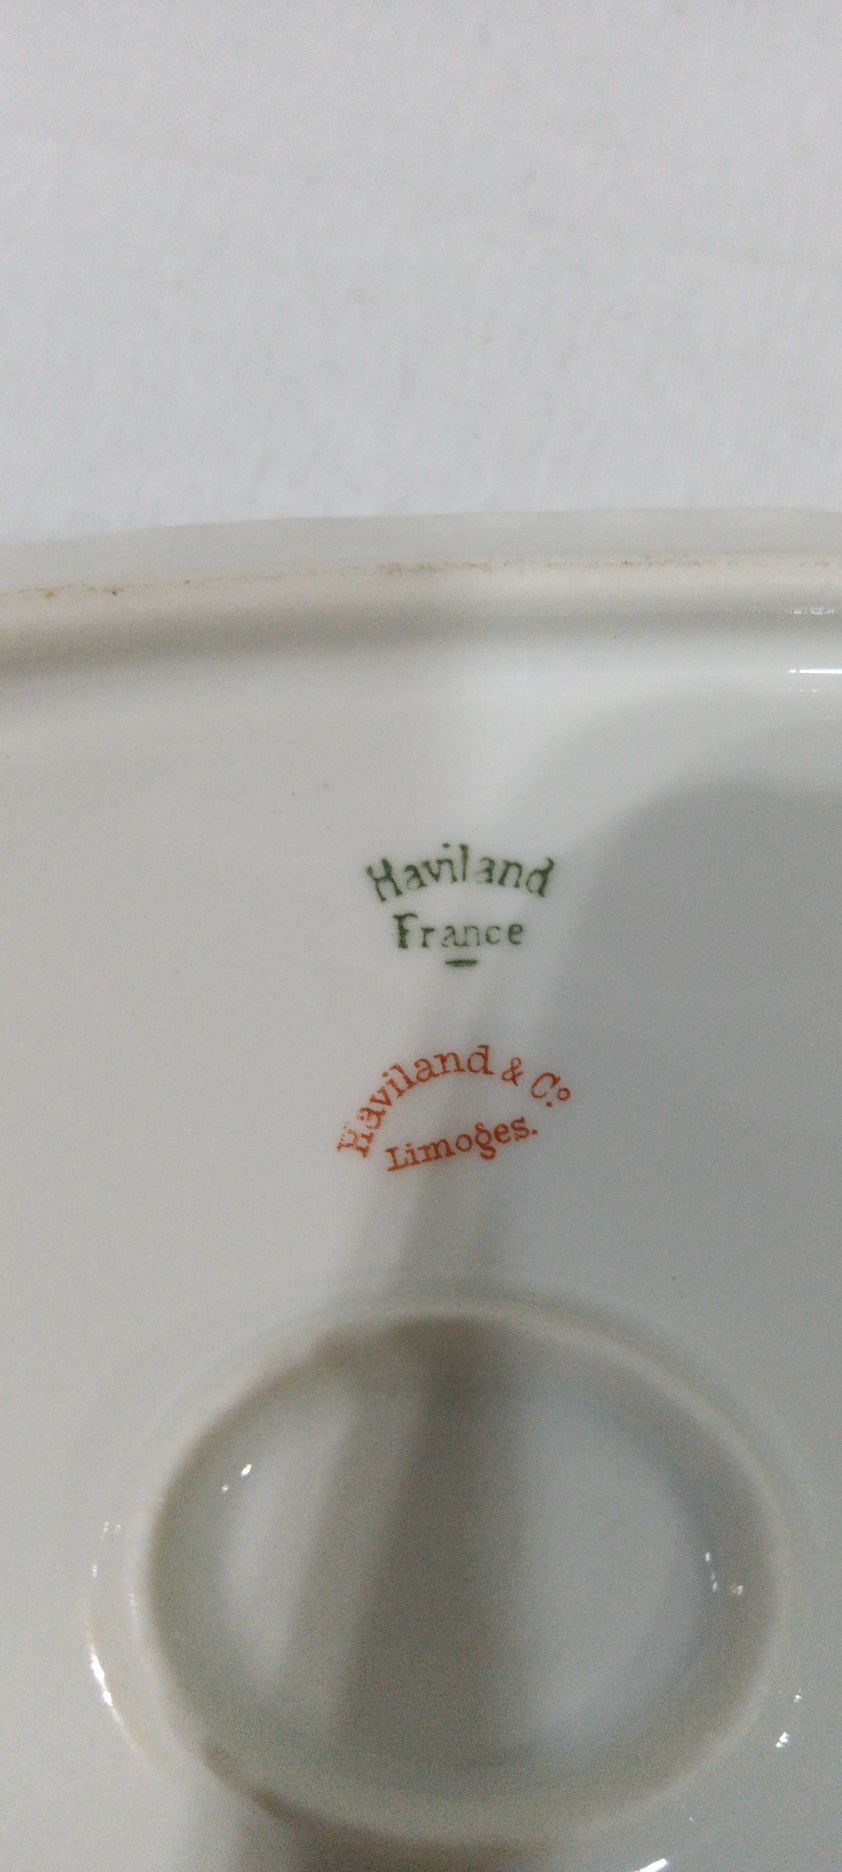 Haviland
France
Haviland & Co.
Limoges.